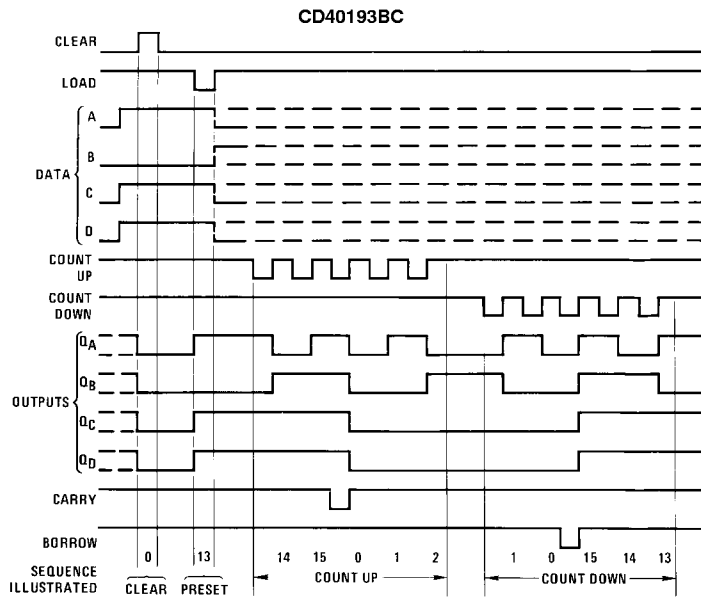 CD40193BC
CLEAR
LOAD
A
B
DATA
C
D
COUNT
UP
COUNT
DOWN
QA
QB
OUTPUTS
QC
QD
CARRY
BORROW
0 13 14 15 0 1 2 1 0 15 14 13
SEQUENCE
ILLUSTRATED
CLEAR PRESET COUNT UP COUNT DOWN